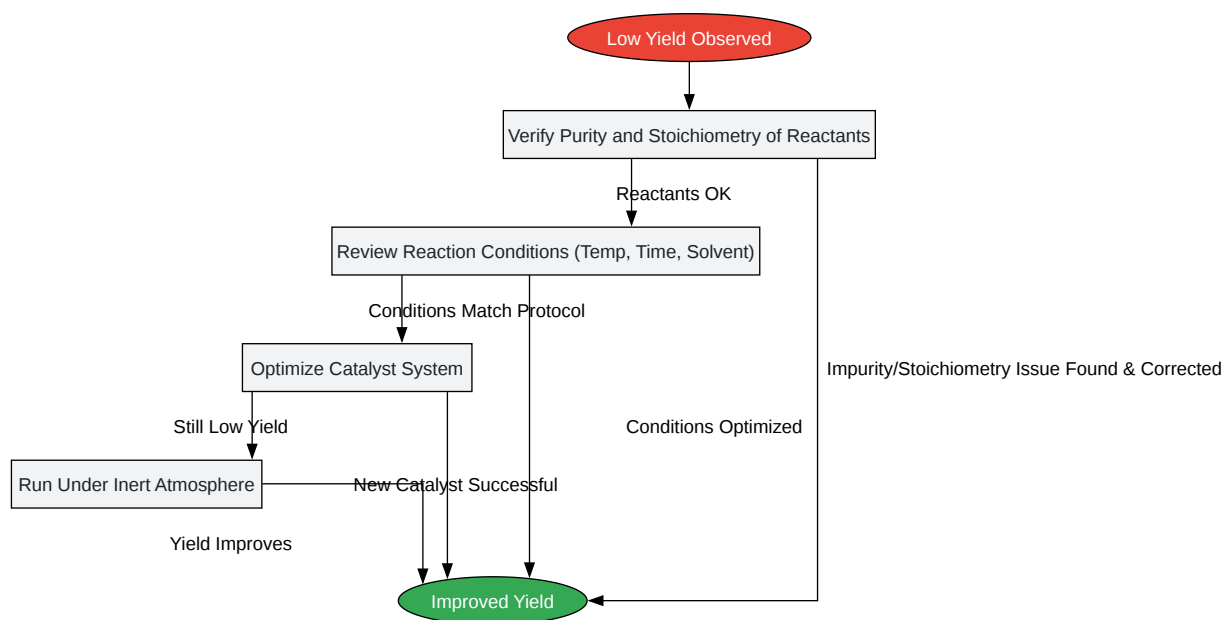 Low Yield Observed
Verify Purity and Stoichiometry of Reactants
Reactants OK
Review Reaction Conditions (Temp, Time, Solvent)
Conditions Match Protocol
Optimize Catalyst System
Impurity/Stoichiometry Issue Found & Corrected
Still Low Yield
Conditions Optimized
Run Under Inert Atmosphere
New Catalyst Successful
Yield Improves
Improved Yield